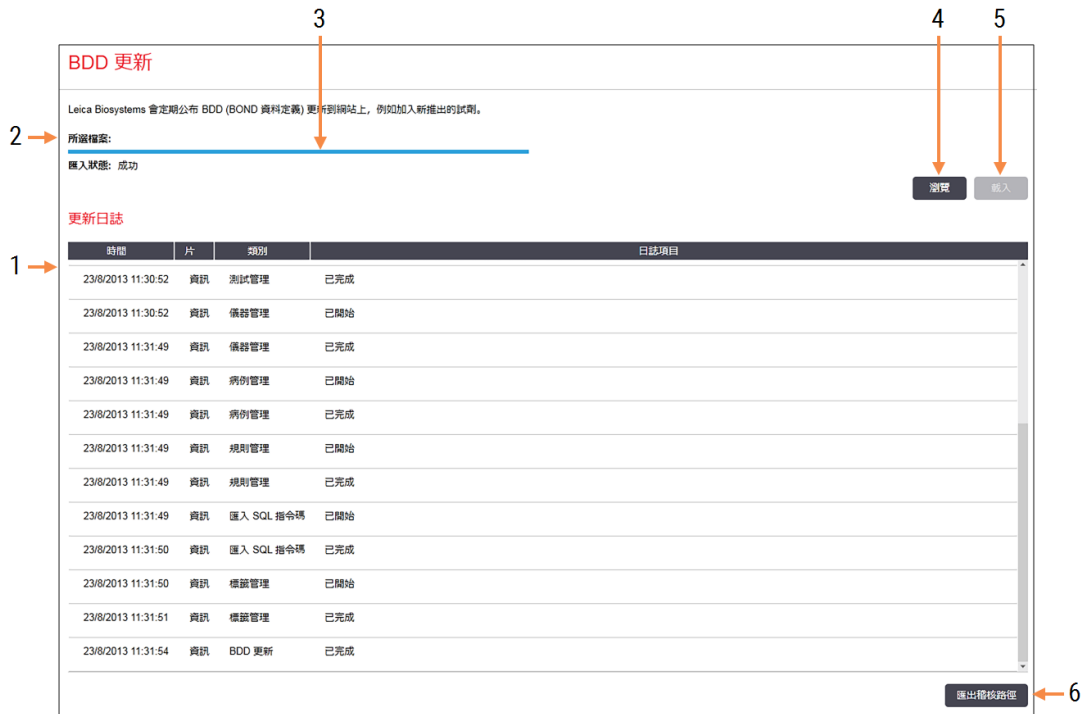 3 4 5
BDD 更新
Leica Biosystems 會定期公布 BDD (BOND 資料定義) 更新到網站上，例如加入新推出的試劑。
2 所選檔案:
匯入狀態: 成功
瀏覽 載入
更新日誌
時間 片 類別 日誌項目
1
23/8/2013 11:30:52 資訊 測試管理 已完成
23/8/2013 11:30:52 資訊 儀器管理 已開始
23/8/2013 11:31:49 資訊 儀器管理 已完成
23/8/2013 11:31:49 資訊 病例管理 已開始
23/8/2013 11:31:49 資訊 病例管理 已完成
23/8/2013 11:31:49 資訊 規則管理 已開始
23/8/2013 11:31:49 資訊 規則管理 已完成
23/8/2013 11:31:49 資訊 匯入 SQL 指令碼 已開始
23/8/2013 11:31:50 資訊 匯入 SQL 指令碼 已完成
23/8/2013 11:31:50 資訊 標籤管理 已開始
23/8/2013 11:31:51 資訊 標籤管理 已完成
23/8/2013 11:31:54 資訊 BDD 更新 已完成
匯出稽核路徑 6